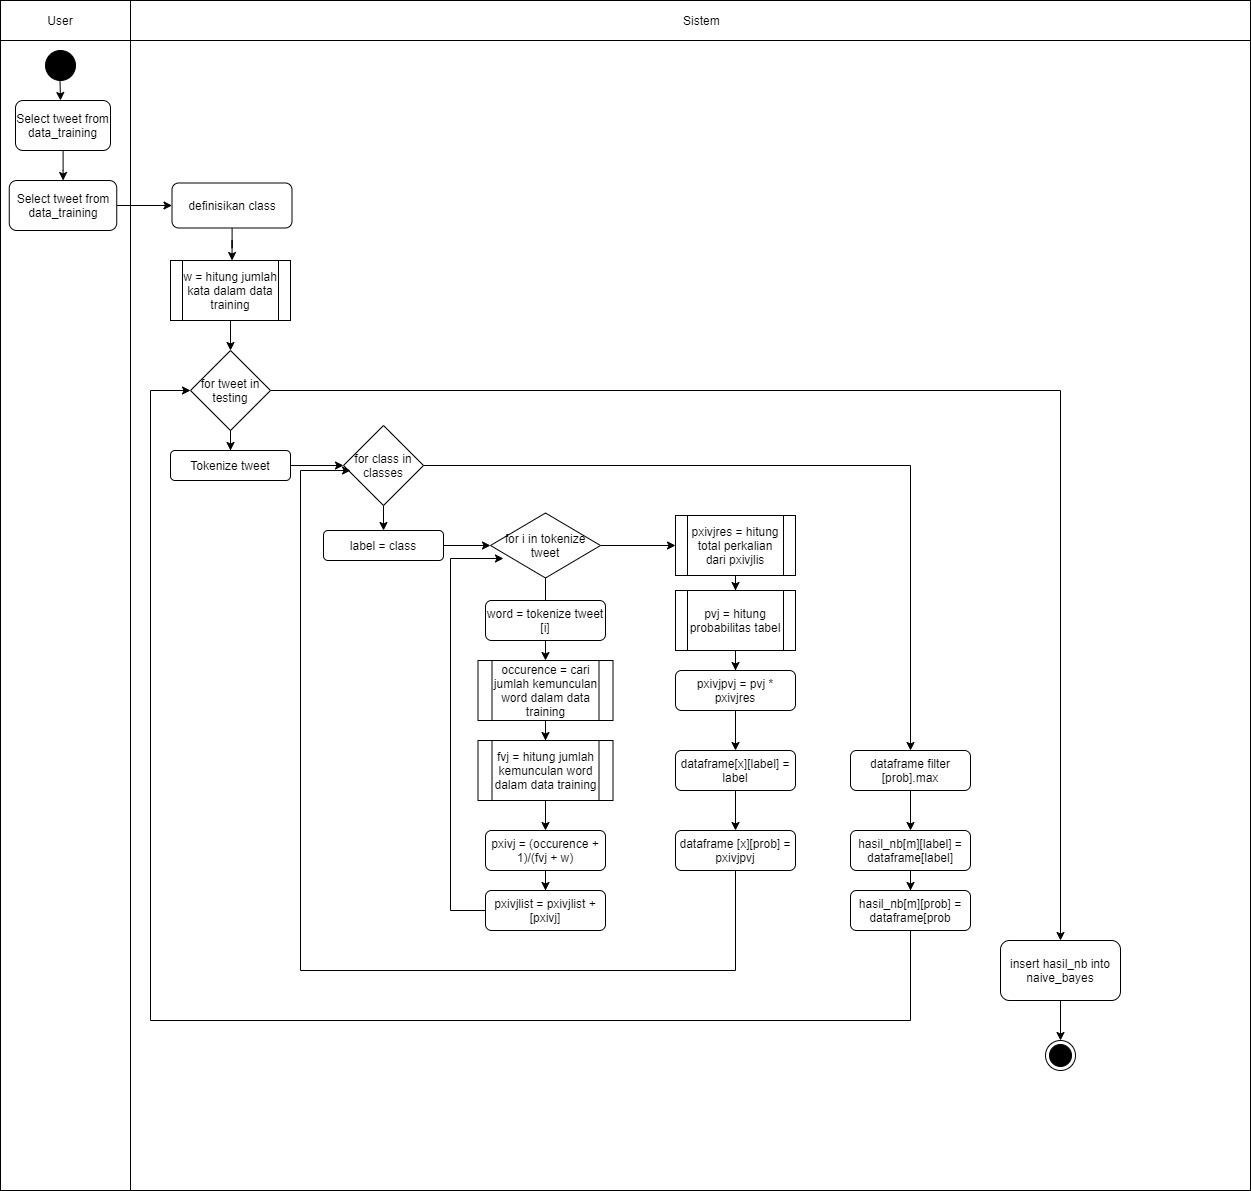 User
Sistem
Select tweet from
data_training
Select tweet from
data_training
definisikan class
w = hitung jumlah
kata dalam data
training
for tweet in
testing
Tokenize tweet
for class in
classes
label = class
for i in tokenize
tweet
word = tokenize tweet
[i]
occurence = cari
jumlah kemunculan
word dalam data
training
fvj = hitung jumlah
kemunculan word
dalam data training
pxivj = (occurence +
1)/(fvj + w)
pxivjlist = pxivjlist +
[pxivj]
pxivjres = hitung
total perkalian
dari pxivjlis
pvj = hitung
probabilitas tabel
pxivjpvj = pvj *
pxivjres
dataframe[x][label] =
label
dataframe [x][prob] =
pxivjpvj
dataframe filter
[prob].max
hasil_nb[m][label] =
dataframe[label]
hasil_nb[m][prob] =
dataframe[prob
insert hasil_nb into
naive_bayes